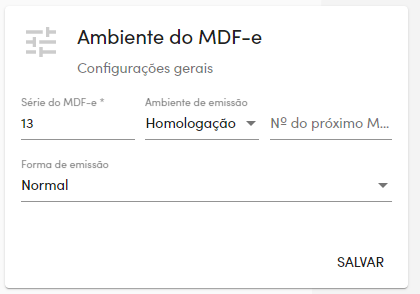 Ambiente do MDF-e
Configurações gerais
Série do MDF-e *
Ambiente de emissão
13
Homologação
Nº do próximo M...
Forma de emissão
Normal
SALVAR